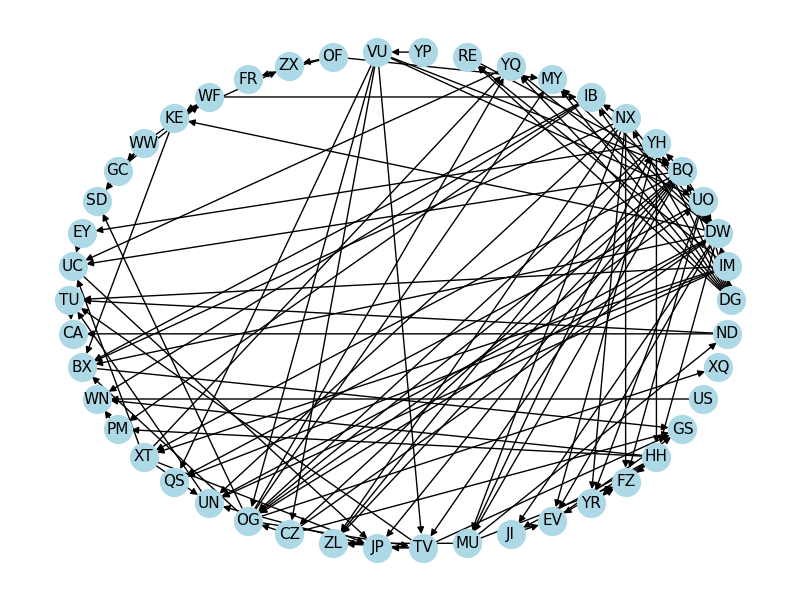 OF VU YP RE
ZX YQ
FR MY
WF IB
KE NX
WW YH
GC BQ
SD UO
EY DW
UC IM
TU DG
CA ND
BX XQ
WN US
PM GS
XT HH
QS FZ
UN YR
OG EV
CZ JI
ZL JP TV MU